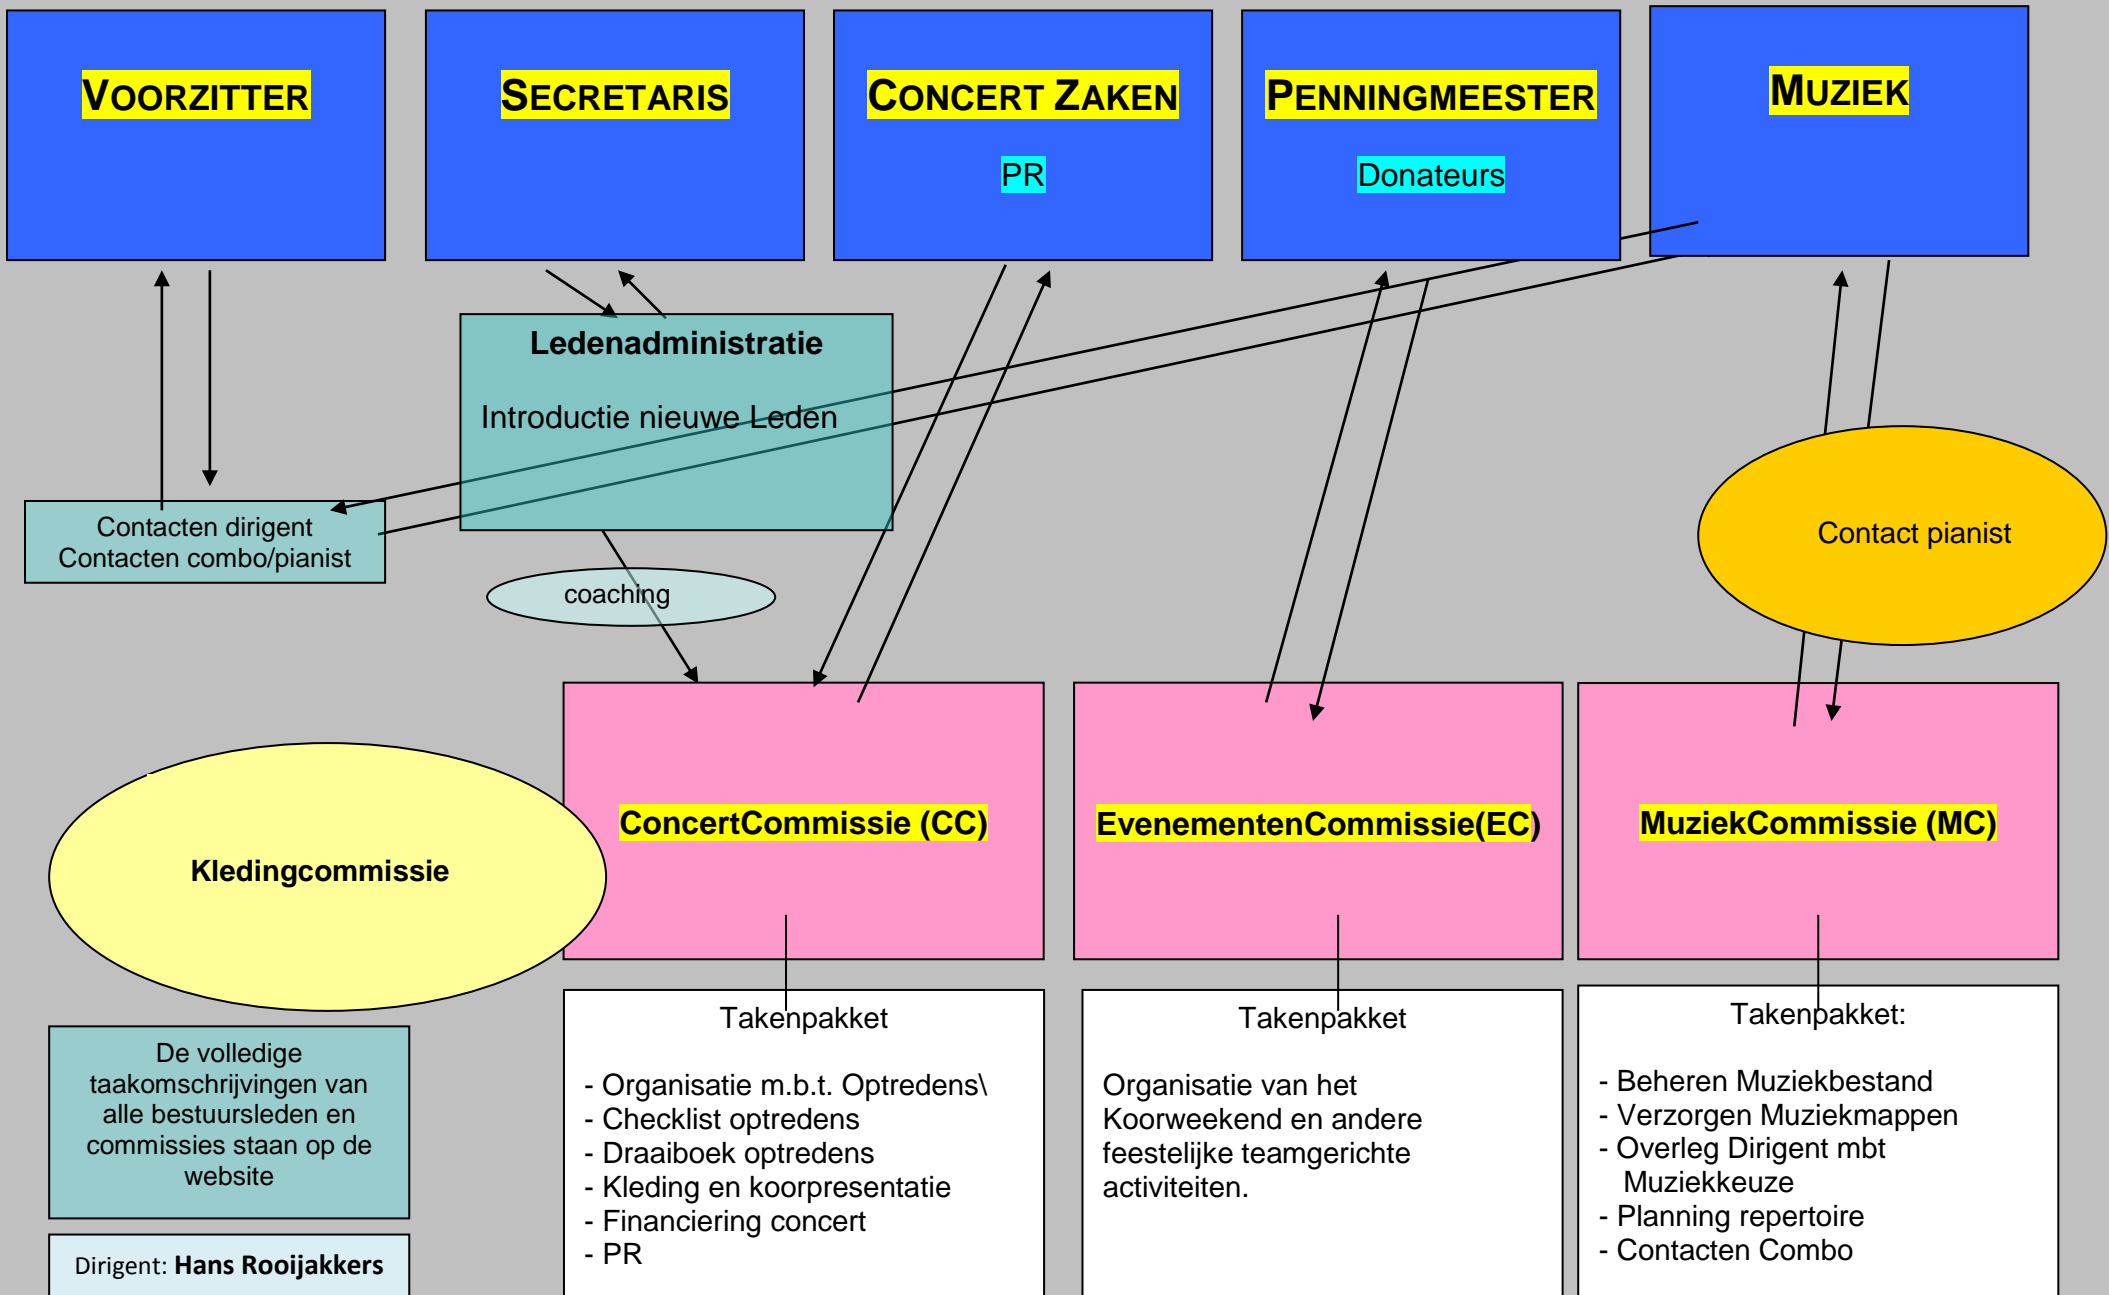 VOORZITTER
SECRETARIS
CONCERT ZAKEN
PR
PENNINGMEESTER
Donateurs
MUZIEK
Ledenadministratie
Introductie nieuwe Leden
Contacten dirigent
Contacten combo/pianist
coaching
Contact pianist
Kledingcommissie
ConcertCommissie (CC)
EvenementenCommissie(EC)
MuziekCommissie (MC)
De volledige
taakomschrijvingen van
alle bestuursleden en
commissies staan op de
website
Dirigent: Hans Rooijakkers
Takenpakket
- Organisatie m.b.t. Optredens\
- Checklist optredens
- Draaiboek optredens
- Kleding en koorpresentatie
- Financiering concert
- PR
Takenpakket
Organisatie van het
Koorweekend en andere
feestelijke teamgerichte
activiteiten.
Takenpakket:
- Beheren Muziekbestand
- Verzorgen Muziekmappen
- Overleg Dirigent mbt
Muziekkeuze
- Planning repertoire
- Contacten Combo